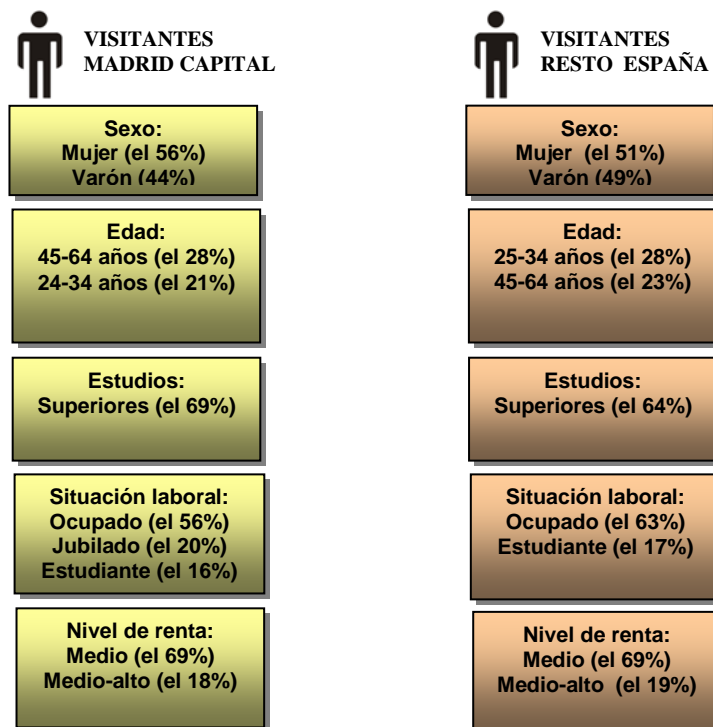 VISITANTES
MADRID CAPITAL
Sexo:
Mujer (el 56%)
Varón (44%)
Edad:
45-64 años (el 28%)
24-34 años (el 21%)
Estudios:
Superiores (el 69%)
Situación laboral:
Ocupado (el 56%)
Jubilado (el 20%)
Estudiante (el 16%)
Nivel de renta:
Medio (el 69%)
Medio-alto (el 18%)
VISITANTES
RESTO ESPAÑA
Sexo:
Mujer (el 51%)
Varón (49%)
Edad:
25-34 años (el 28%)
45-64 años (el 23%)
Estudios:
Superiores (el 64%)
Situación laboral:
Ocupado (el 63%)
Estudiante (el 17%)
Nivel de renta:
Medio (el 69%)
Medio-alto (el 19%)